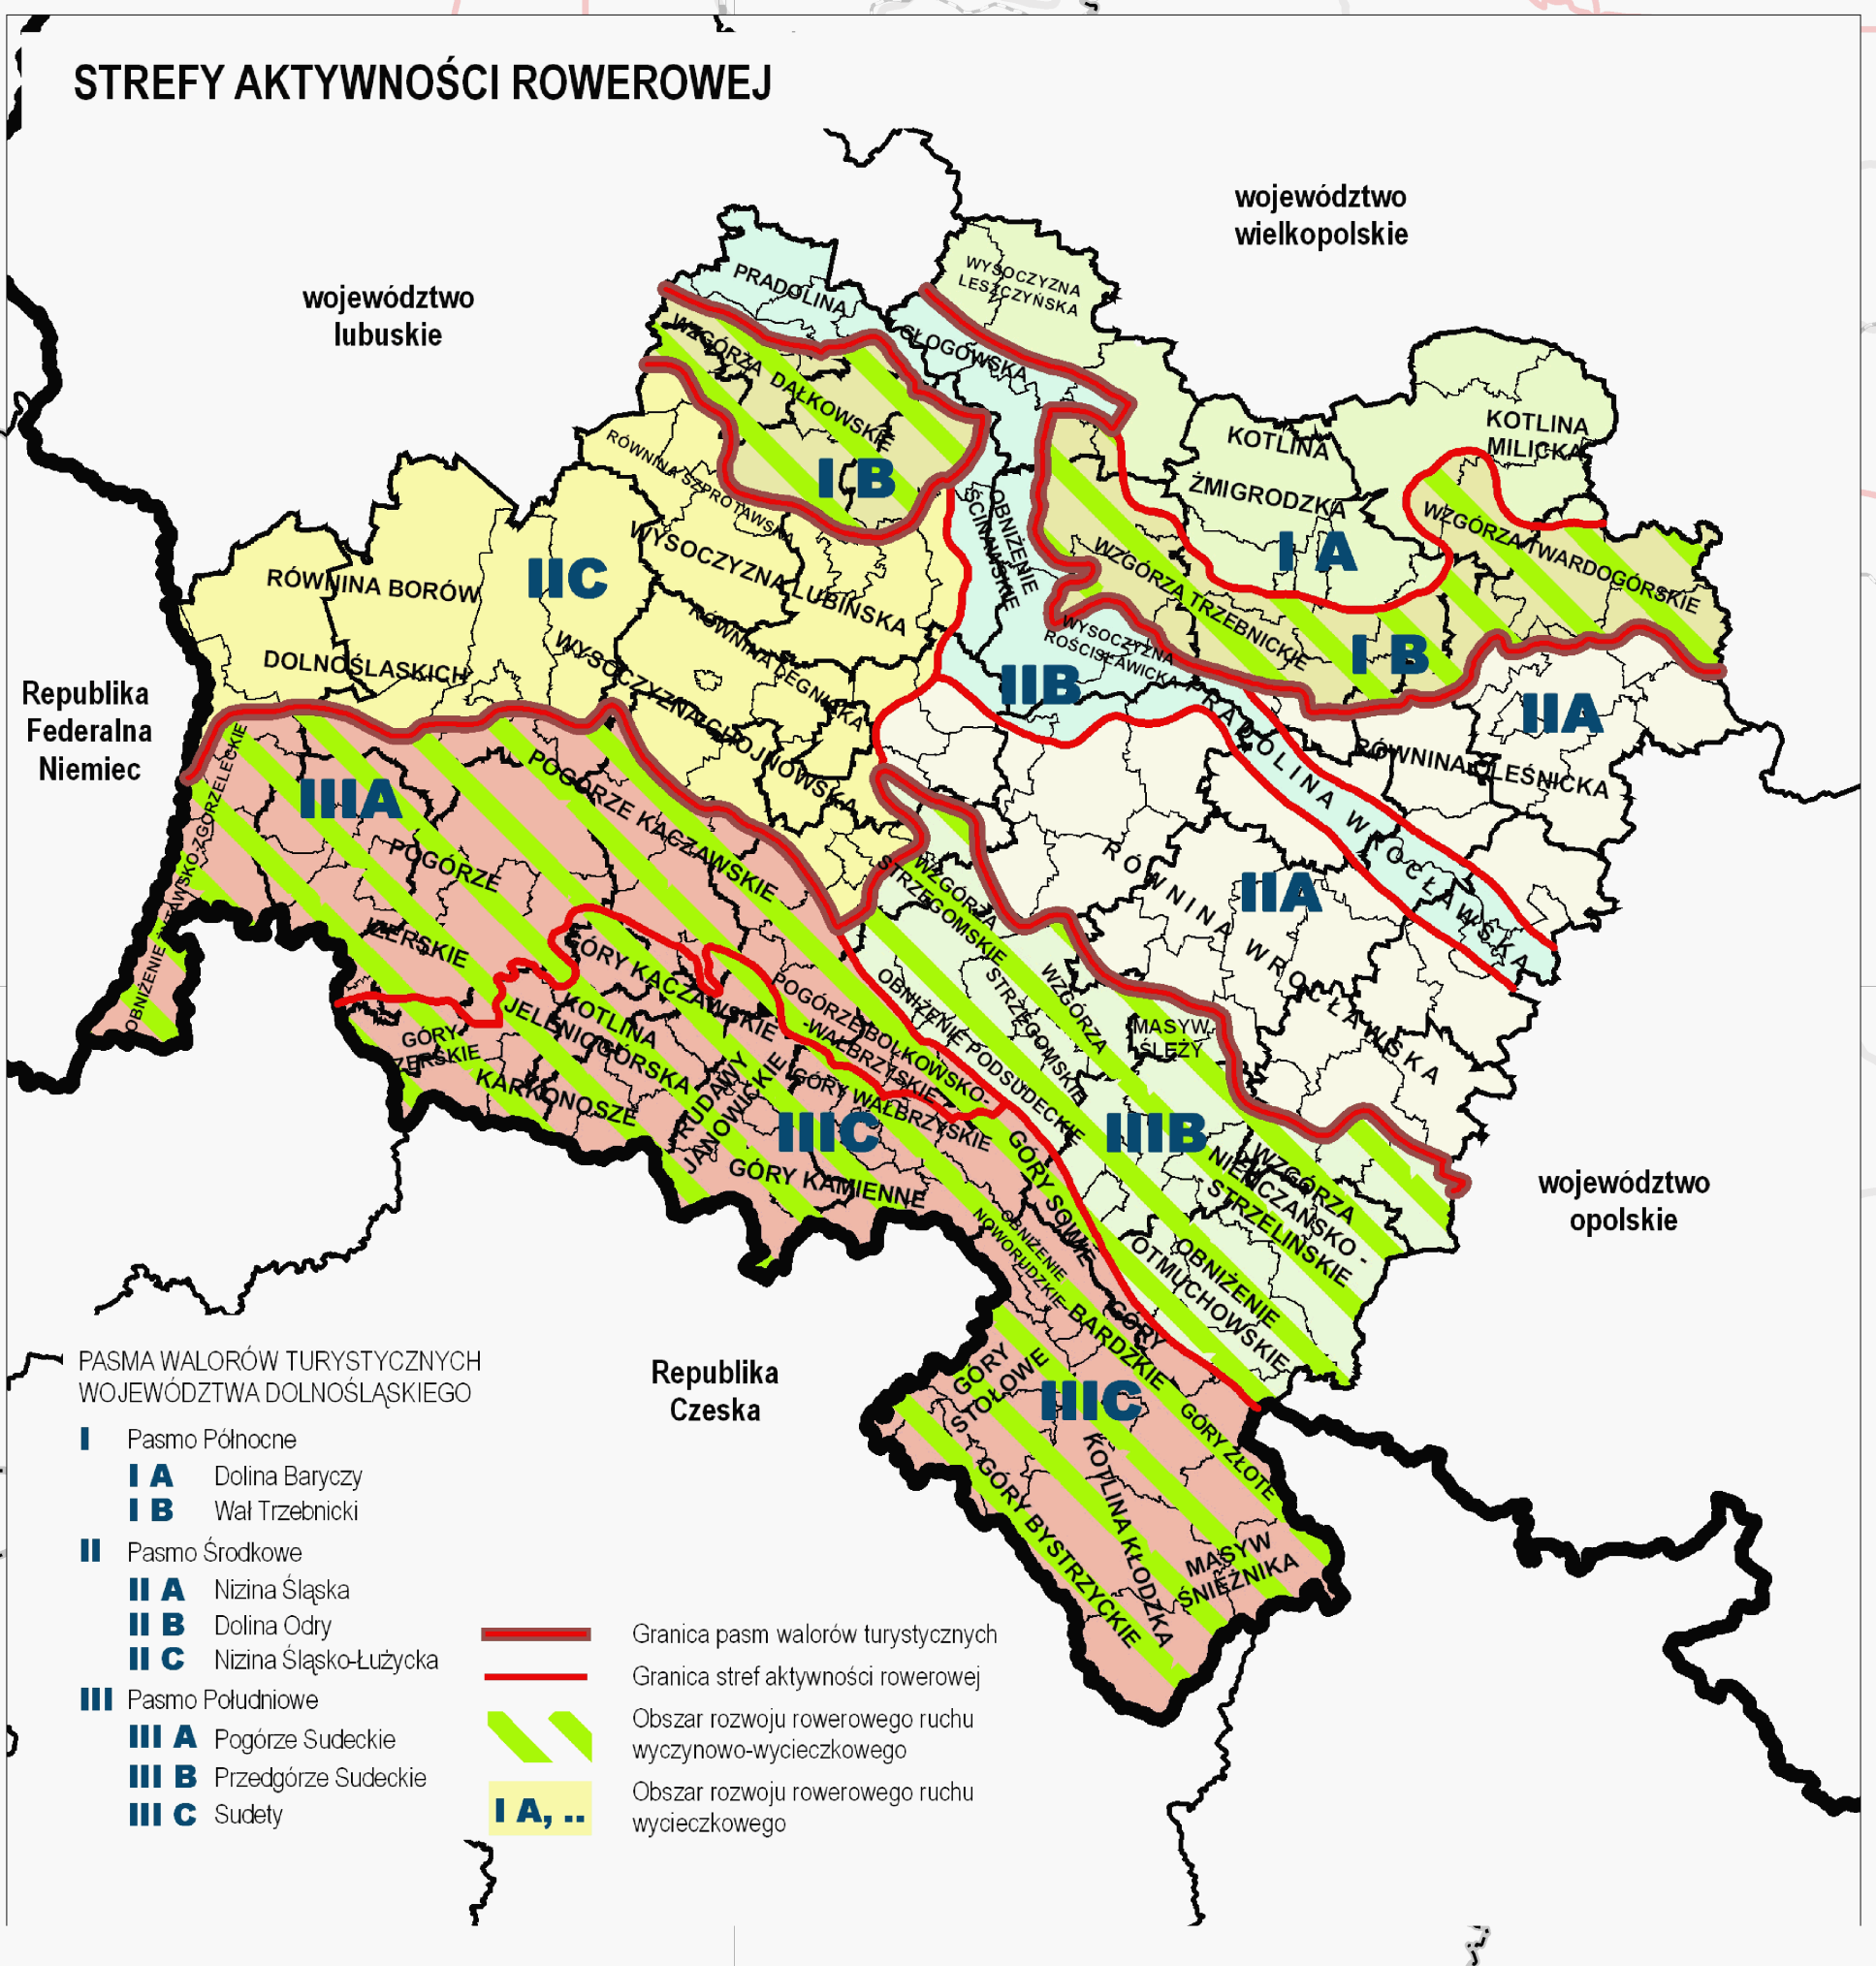 STREFY AKTYWNOŚCI ROWEROWEJ
województwo
wielkopolskie
województwo
lubuskie
WYSOCZYZNA
LESZCZYŃSKA
PRADOLINA
GŁOGOWSKA
WZGÓRZA DAŁKOWSKIE
I B
KOTLINA
MILICKA
KOTLINA
ŻMIGRODZKA
I A
WZGÓRZA TWARDOGÓRSKIE
WZGÓRZA TRZEBNICKIE
I B
RÓWNINA SZPROTAWSKA
OBNIŻENIE
ŚCINAWSKIE
WYSOCZYZNA LUBIŃSKA
IIC
RÓWNINA BORÓW
DOLNOŚLASKICH
RÓWNINA LEGNICKA
WYSOCZYZNA CHOJNOWSKA
WYSOCZYZNA
ROŚCISŁAWICKA
IIB
PRADOLINA WROCŁAWSKA
IIA
RÓWNINA OLEŚNICKA
Republika
Federalna
Niemiec
IIIA
POGÓRZE KACZAWSKIE
POGÓRZE
IZERSKIE
IIA
RÓWNINA WROCŁAWSKA
WZGÓRZA
STRZEGOMSKIE
GÓRY KACZAWSKIE
POGÓRZE BOLKOWSKO-
-WAŁBRZYSKIE
OBNIŻENIE PODSUDECKIE
WZGÓRZA
STRZEGOMSKIE
MASYW
ŚLĘŻY
KOTLINA
JELENIOGÓRSKA
GÓRY
IZERSKIE
KARKONOSZE
RUDAWY
JANOWICKIE
GÓRY WAŁBRZYSKIE
IIIC
GÓRY KAMIENNE
IIIB
WZGÓRZA
NIEMCZAŃSKO -
STRZELIŃSKIE
GÓRY SOWIE
OBNIŻENIE
NOWORUDZKIE
OBNIŻENIE
OTMUCHOWSKIE
województwo
opolskie
GÓRY
BARDZKIE
GÓRY
STOŁOWE
IIIC
GÓRY ZŁOTE
KOTLINA KŁODZKA
GÓRY BYSTRZYCKIE
MASYW
ŚNIEŻNIKA
Republika
Czeska
PASMA WALORÓW TURYSTYCZNYCH
WOJEWÓDZTWA DOLNOŚLĄSKIEGO
I Pasmo Północne
I A Dolina Baryczy
I B Wał Trzebnicki
II Pasmo Środkowe
II A Nizina Śląska
II B Dolina Odry
II C Nizina Śląsko-Łużycka
III Pasmo Południowe
III A Pogórze Sudeckie
III B Przedgórze Sudeckie
III C Sudety
Granica pasm walorów turystycznych
Granica stref aktywności rowerowej
Obszar rozwoju rowerowego ruchu
wyczynowo-wycieczkowego
I A, ..
Obszar rozwoju rowerowego ruchu
wycieczkowego